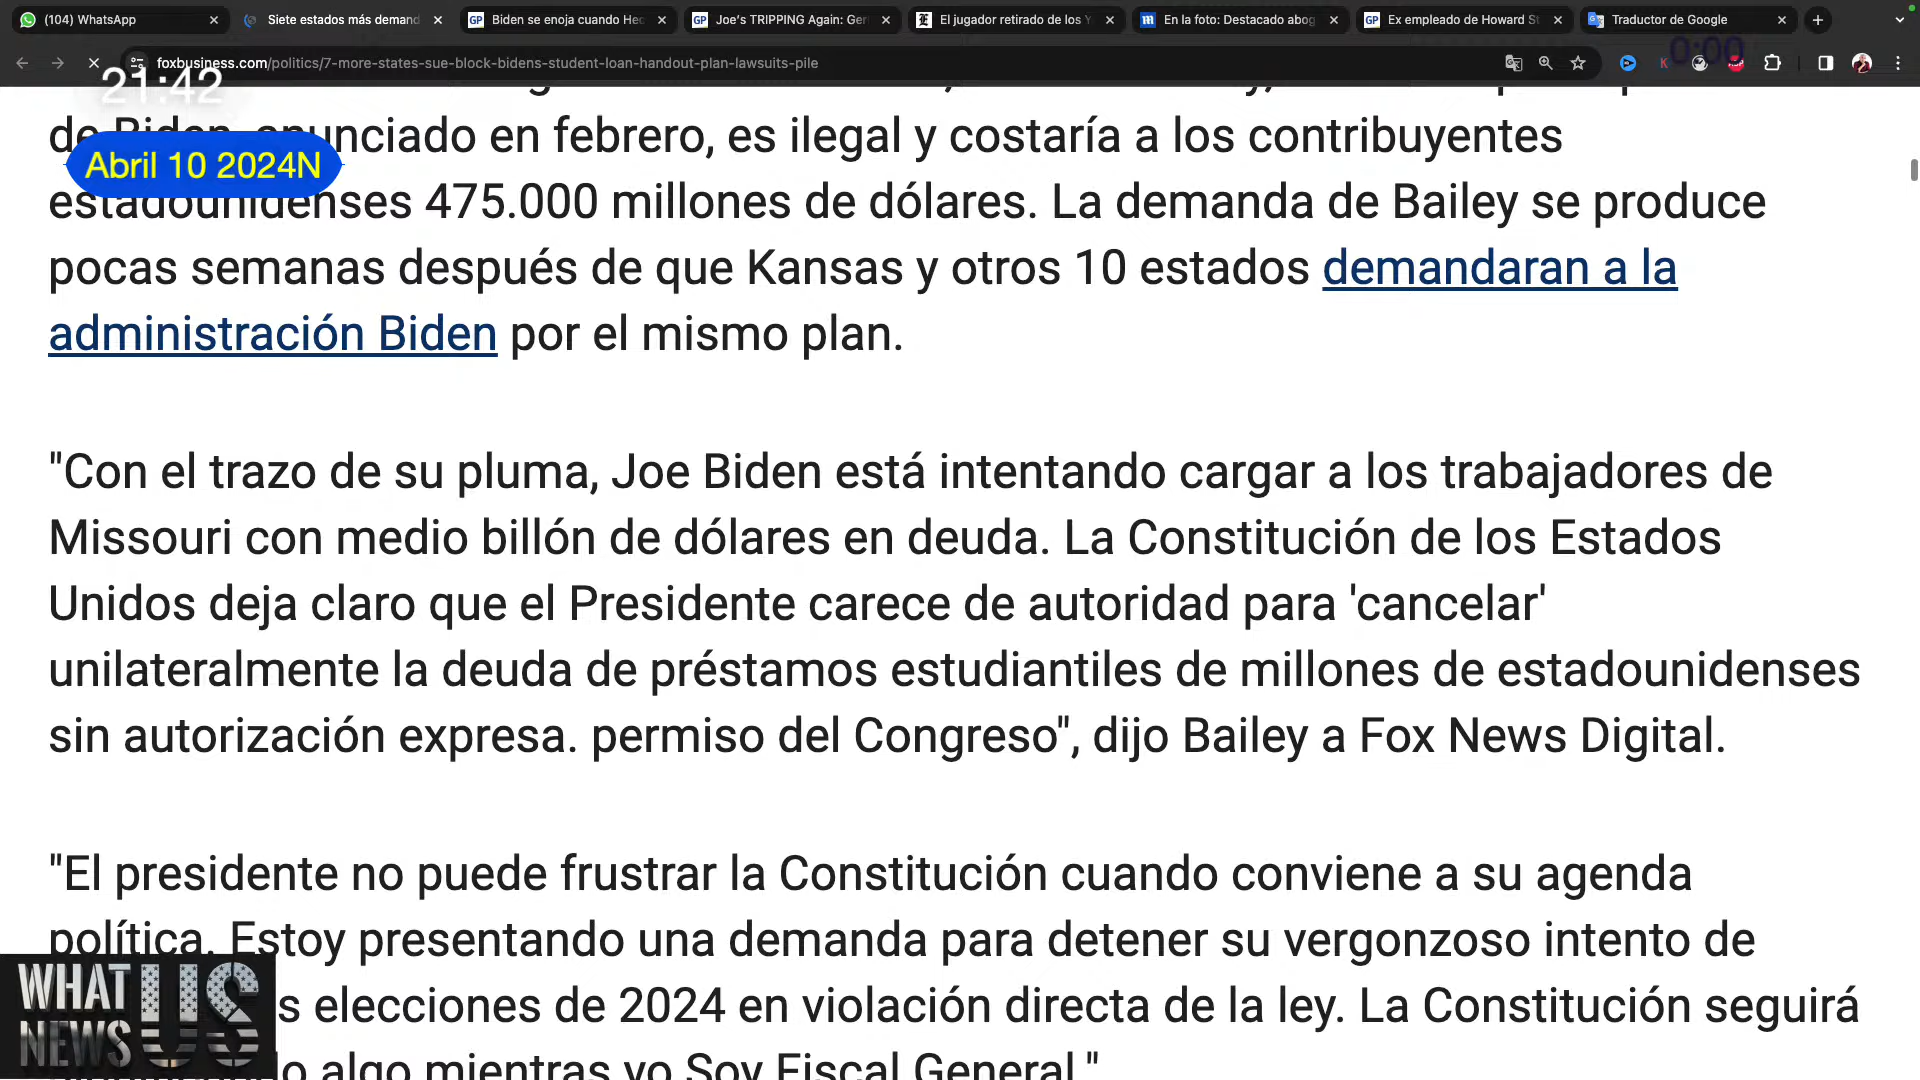 (104) WhatsApp
Siete estados más demand
Biden se enoja cuando Hec
Joe's TRIPPING Again: Ger
El jugador retirado de los Y
En la foto: Destacado abog
Ex empleado de Howard S
Traductor de Google
foxbusiness.com/politics/7-more-states-sue-block-bidens-student-loan-handout-plan-lawsuits-pile
0:00
21:42
Abril 10 2024N
de Biden, anunciado en febrero, es ilegal y costaría a los contribuyentes
estadounidenses 475.000 millones de dólares. La demanda de Bailey se produce
pocas semanas después de que Kansas y otros 10 estados demandaran a la
administración Biden por el mismo plan.
"Con el trazo de su pluma, Joe Biden está intentando cargar a los trabajadores de
Missouri con medio billón de dólares en deuda. La Constitución de los Estados
Unidos deja claro que el Presidente carece de autoridad para 'cancelar'
unilateralmente la deuda de préstamos estudiantiles de millones de estadounidenses
sin autorización expresa. permiso del Congreso", dijo Bailey a Fox News Digital.
"El presidente no puede frustrar la Constitución cuando conviene a su agenda
política. Estoy presentando una demanda para detener su vergonzoso intento de
s elecciones de 2024 en violación directa de la ley. La Constitución seguirá
algo mientras yo Soy Fiscal General."
WHAT
NEWS
US